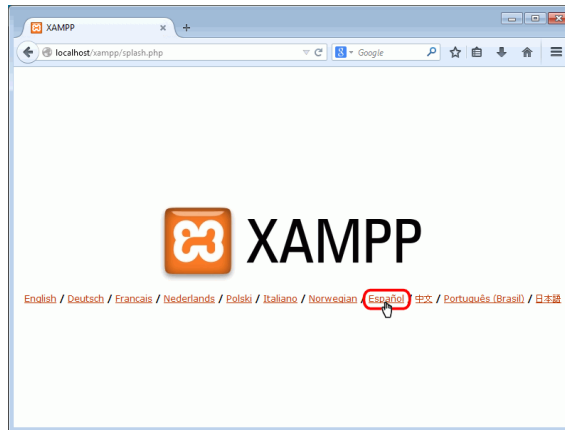 XAMPP
localhost/xampp/splash.php
Google
XAMPP
English / Deutsch / Francais / Nederlands / Polski / Italiano / Norwegian / Español / 中文 / Português (Brasil) / 日本語